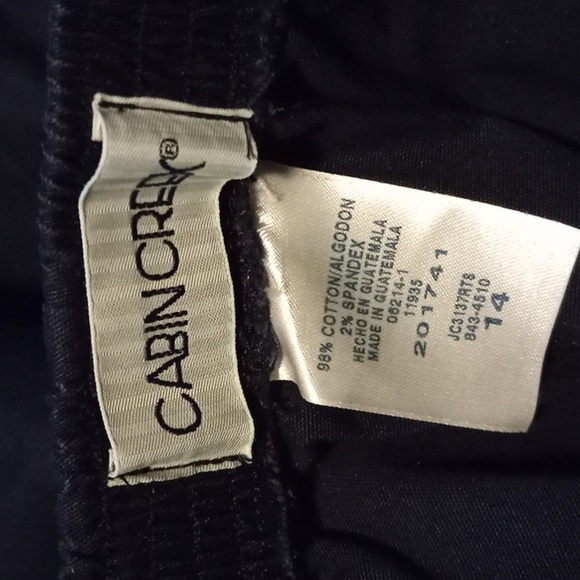 CABIN CREEK®
98% COTTON/ALGODON
2% SPANDEX
HECHO EN GUATEMALA
MADE IN GUATEMALA
06214-1
11935
201741
JC3137RTS
843-4510
14